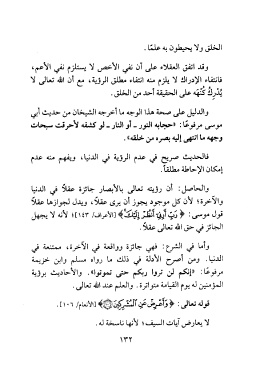 الخلق ولا يحيطون به علمًا.
وقد اتفق العقلاء على أن نفي الأخص لا يستلزم نفي الأعم،
فانتفاء الإدراك لا يلزم منه انتفاء مطلق الرؤية، مع أن الله تعالى لا
يُدرِكُ كُنْهَه على الحقيقة أحد من الخلق.
والدليل على صحة هذا الوجه ما أخرجه الشيخان من حديث أبي
موسى مرفوعًا: «حجابه النور ـ أو النار ـ لو كشفه لأحرقت سبحات
وجهه ما انتهى إليه بصره من خلقه».
فالحديث صريح في عدم الرؤية في الدنيا، ويفهم منه عدم
إمكان الإحاطة مطلقًا.
والحاصل: أن رؤيته تعالى بالأبصار جائزة عقلاً في الدنيا
والآخرة؛ لأن كل موجود يجوز أن يرى عقلاً، ويدل لجوازها عقلاً
قول موسى: ﴿رَبِّ أَرِنِي أَنظُرْ إِلَيْكَ﴾ [الأعراف/ ١٤٣] لأنه لا يجهل
الجائز في حق الله تعالى عقلاً.
وأما في الشرع: فهي جائزة وواقعة في الآخرة، ممتنعة في
الدنيا. ومن أصرح الأدلة في ذلك ما رواه مسلم وابن خزيمة
مرفوعًا: «إنكم لن تروا ربكم حتى تموتوا». والأحاديث برؤية
المؤمنين له يوم القيامة متواترة. والعلم عند الله تعالى.
قوله تعالى: ﴿وَأَعْرِضْ عَنِ الْمُشْرِكِينَ﴾ [الأنعام/ ١٠٦].
لا يعارض آيات السيف؛ لأنها ناسخة له.
١٣٢